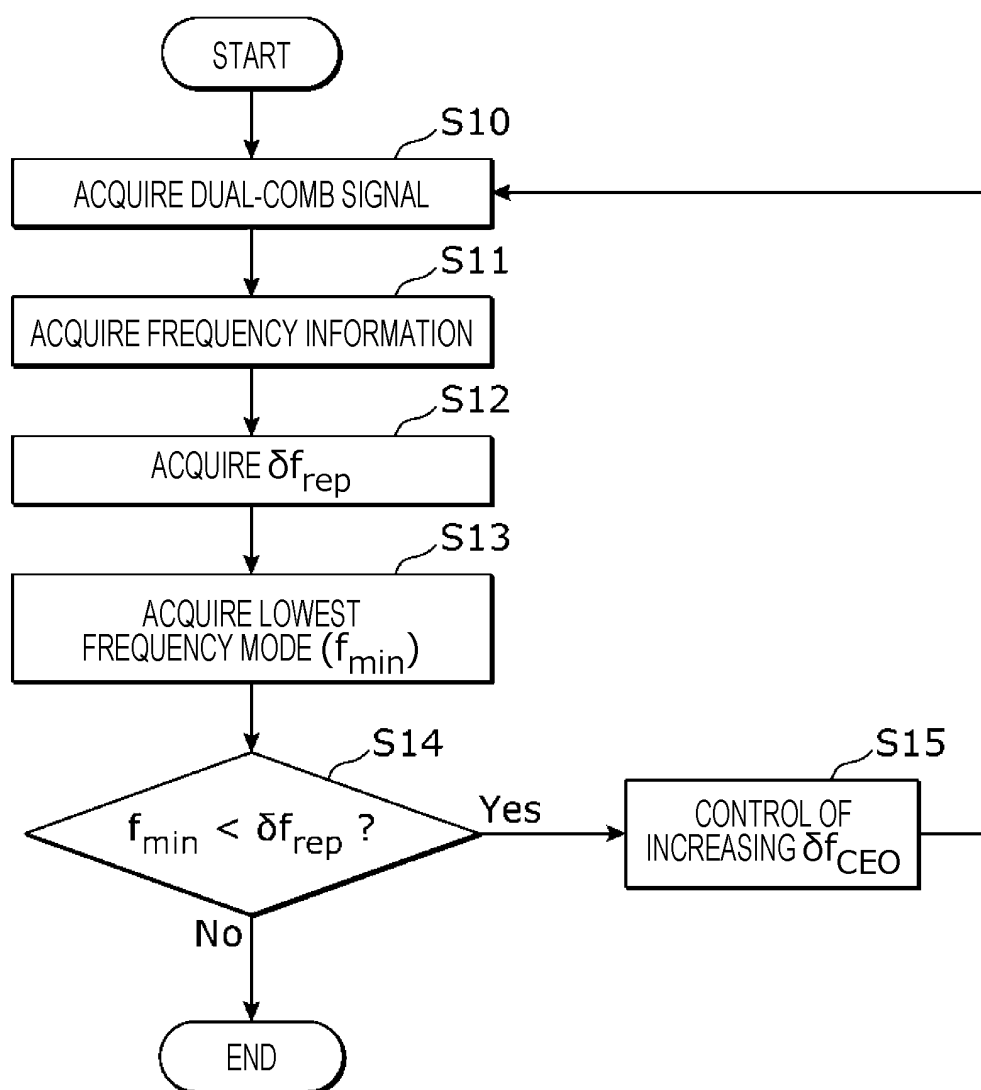 START
S10
ACQUIRE DUAL-COMB SIGNAL
S11
ACQUIRE FREQUENCY INFORMATION
S12
ACQUIRE δf_rep
S13
ACQUIRE LOWEST
FREQUENCY MODE (f_min)
S14
f_min < δf_rep ?
Yes
S15
CONTROL OF
INCREASING δf_CEO
No
END